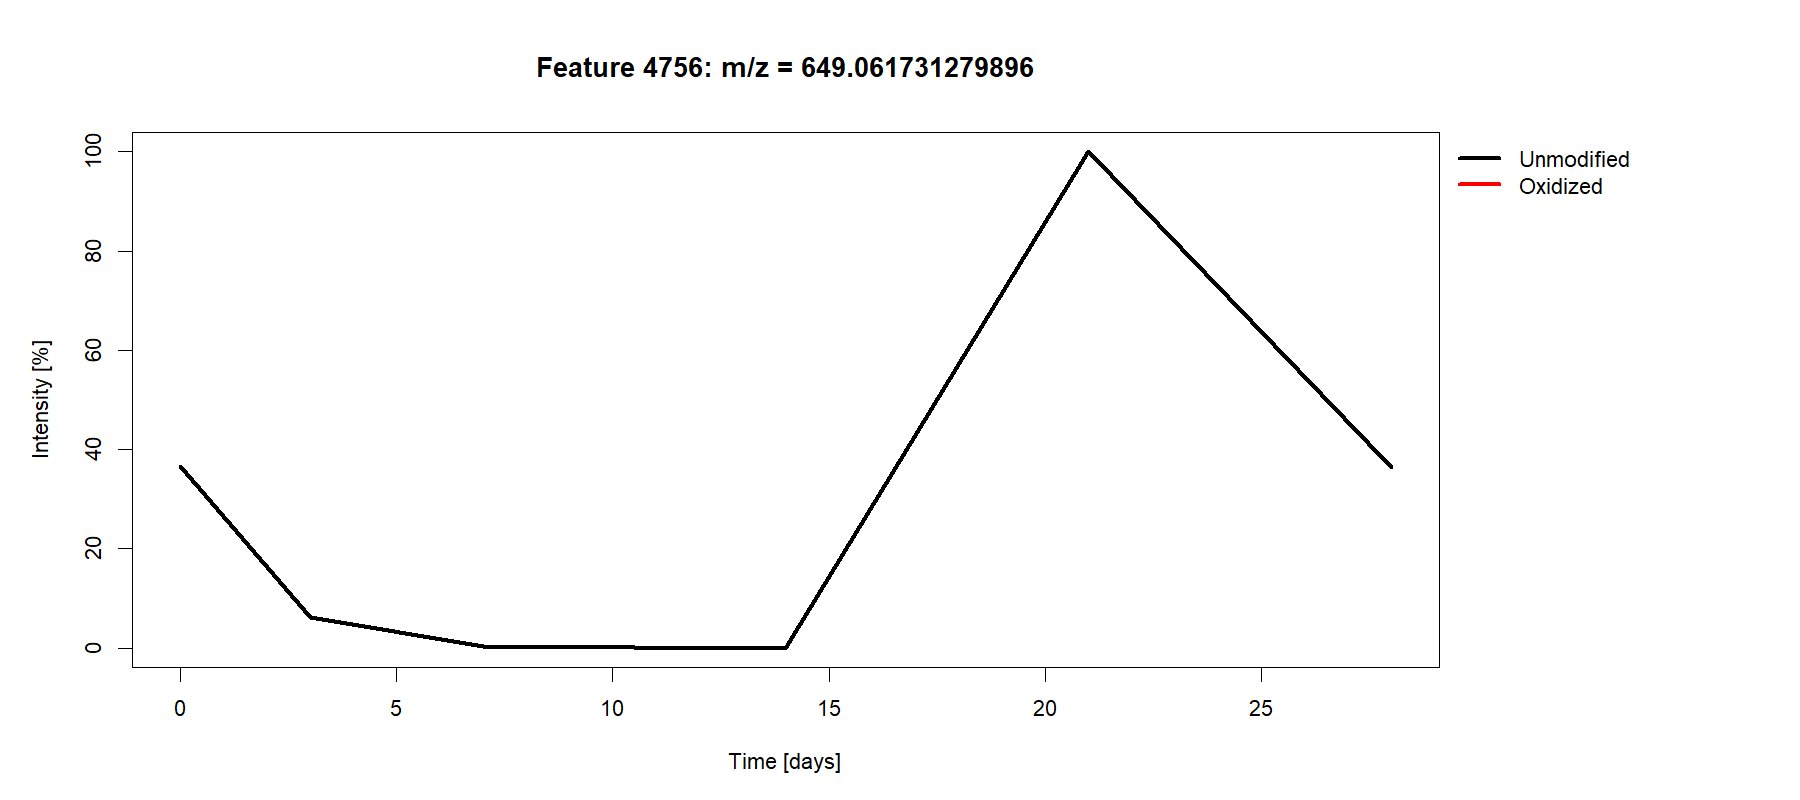 Feature 4756: m/z = 649.061731279896
Unmodified
Oxidized
Intensity [%]
100
80
60
40
20
0
0 5 10 15 20 25
Time [days]